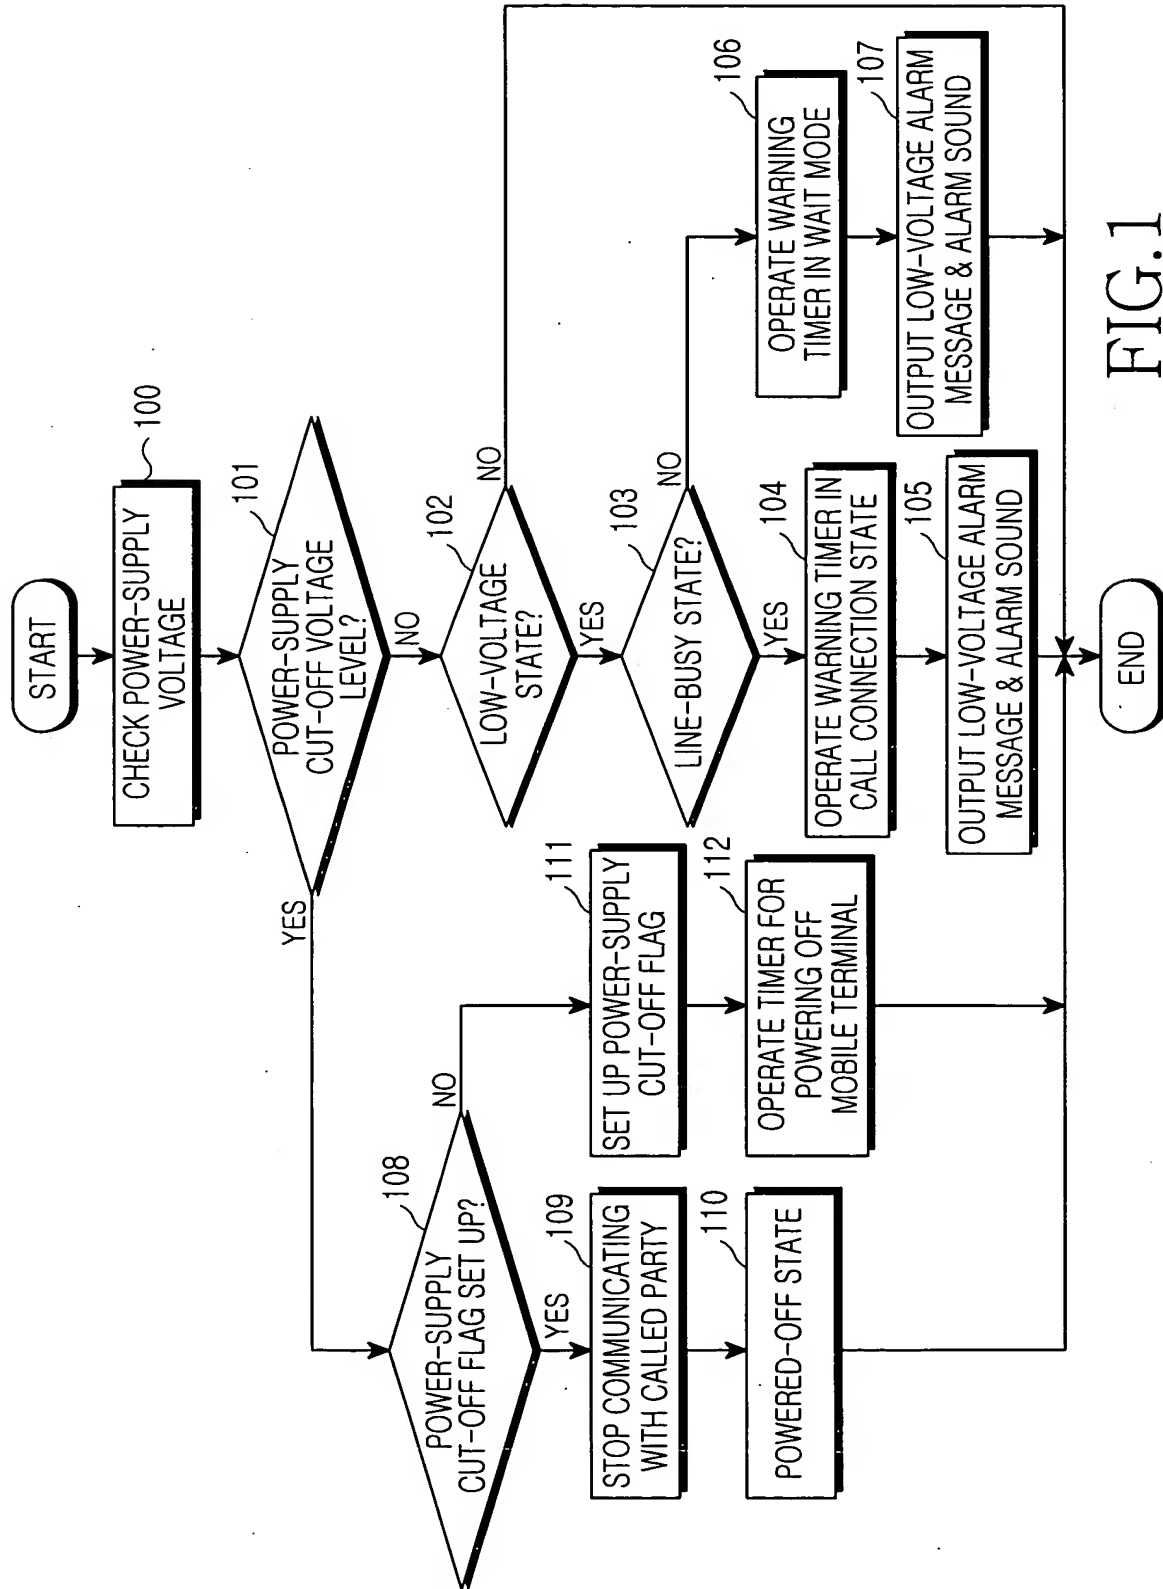 START
CHECK POWER-SUPPLY
VOLTAGE
100
POWER-SUPPLY
CUT-OFF VOLTAGE
LEVEL?
101
YES
NO
LOW-VOLTAGE
STATE?
102
NO
YES
LINE-BUSY STATE?
103
NO
YES
OPERATE WARNING TIMER IN
CALL CONNECTION STATE
104
OUTPUT LOW-VOLTAGE ALARM
MESSAGE & ALARM SOUND
105
OPERATE WARNING
TIMER IN WAIT MODE
106
OUTPUT LOW-VOLTAGE ALARM
MESSAGE & ALARM SOUND
107
POWER-SUPPLY
CUT-OFF FLAG SET UP?
108
NO
YES
STOP COMMUNICATING
WITH CALLED PARTY
109
POWERED-OFF STATE
110
SET UP POWER-SUPPLY
CUT-OFF FLAG
111
OPERATE TIMER FOR
POWERING OFF
MOBILE TERMINAL
112
END
FIG.1